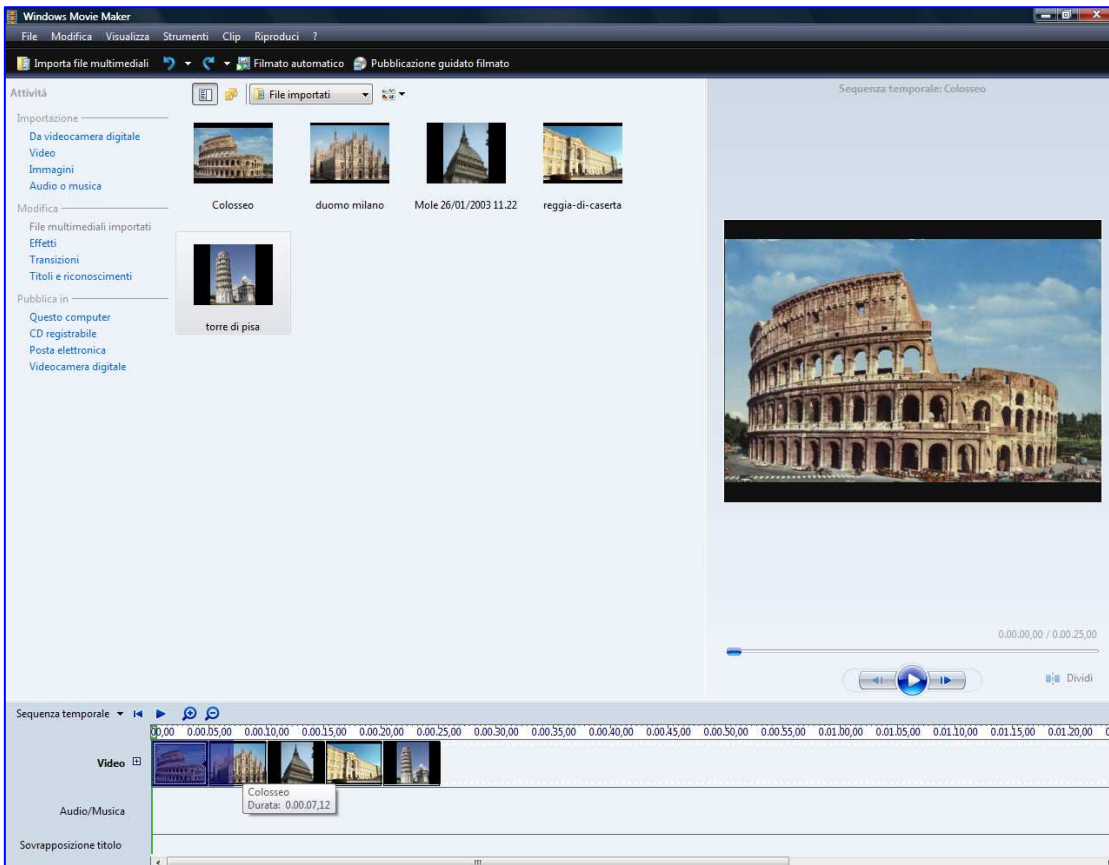 Windows Movie Maker
File Modifica Visualizza Strumenti Clip Riproduci ?
Importa file multimediali Filmato automatico Pubblicazione guidato filmato
Attività
File importati
Sequenza temporale: Colosseo
Importazione
Da videocamera digitale
Video
Immagini
Audio o musica
Modifica
File multimediali importati
Effetti
Transizioni
Titoli e riconoscimenti
Pubblica in
Questo computer
CD registrabile
Posta elettronica
Videocamera digitale
Colosseo duomo milano Mole 26/01/2003 11.22 reggia-di-caserta
torre di pisa
0.00.00,00 / 0.00.25,00
Dividi
Sequenza temporale
00,00 0.00.05,00 0.00.10,00 0.00.15,00 0.00.20,00 0.00.25,00 0.00.30,00 0.00.35,00 0.00.40,00 0.00.45,00 0.00.50,00 0.00.55,00 0.01.00,00 0.01.05,00 0.01.10,00 0.01.15,00 0.01.20,00
Video
Colosseo
Durata: 0.00.07,12
Audio/Musica
Sovrapposizione titolo